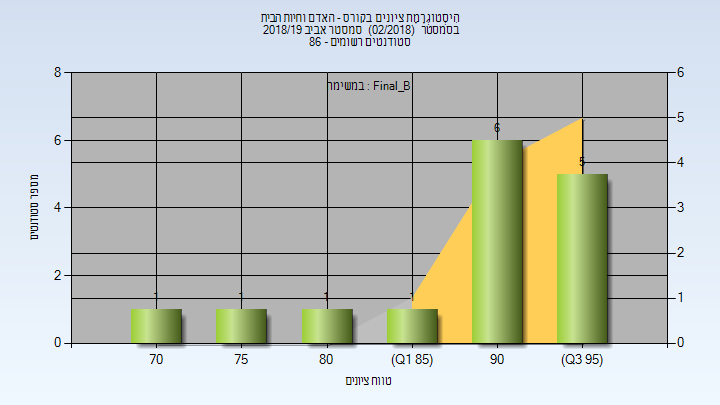 היסטוגרמת ציונים בקורס - האדם וחיות הבית
בסמסטר (02/2018) סמסטר אביב 2018/19
סטודנטים רשומים - 86
במשימה : Final_B
8
6
4
2
0
6
5
4
3
2
1
0
מספר סטודנטים
1
1
1
1
6
5
70
75
80
(Q1 85)
90
(Q3 95)
טווח ציונים